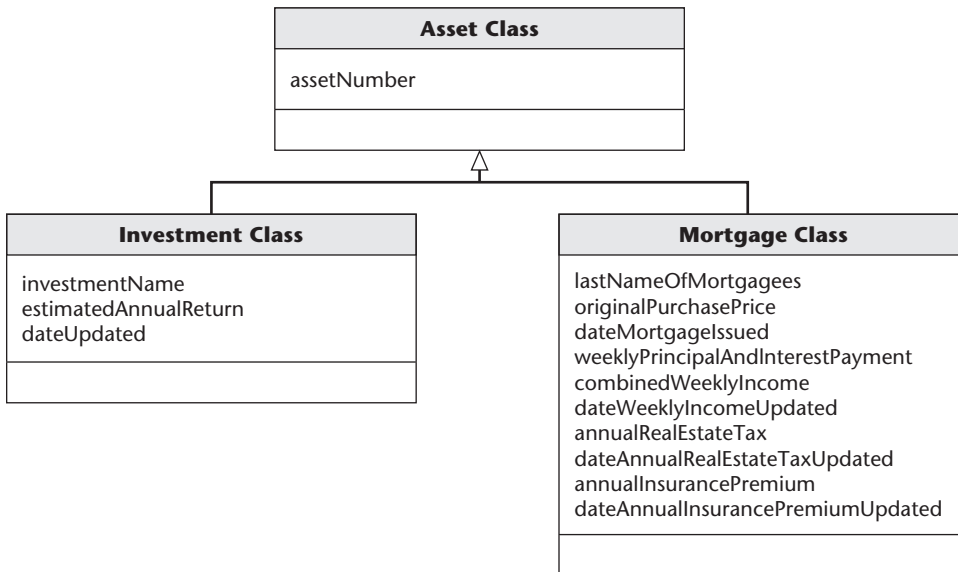 Asset Class
assetNumber
Investment Class
investmentName
estimatedAnnualReturn
dateUpdated
Mortgage Class
lastNameOfMortgagees
originalPurchasePrice
dateMortgageIssued
weeklyPrincipalAndInterestPayment
combinedWeeklyIncome
dateWeeklyIncomeUpdated
annualRealEstateTax
dateAnnualRealEstateTaxUpdated
annualInsurancePremium
dateAnnualInsurancePremiumUpdated